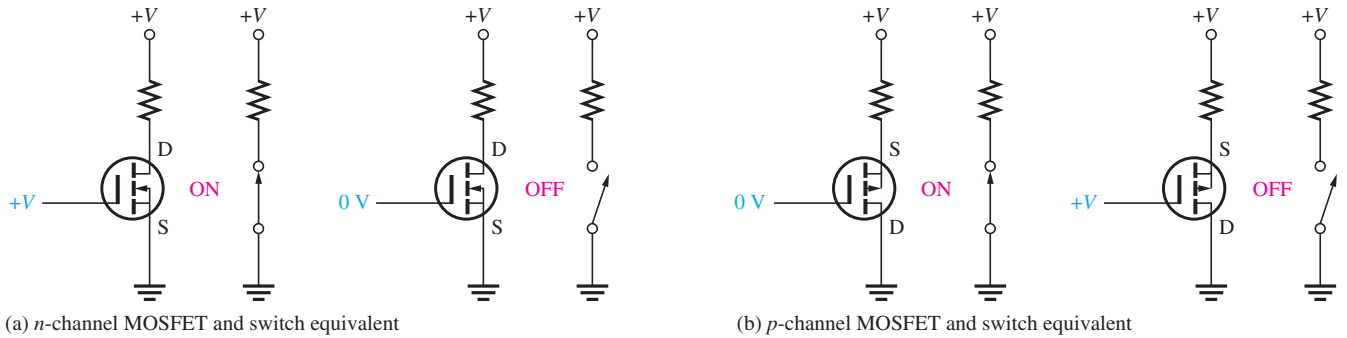 +V +V +V +V +V +V +V +V
D D S S
+V ON 0 V OFF 0 V ON +V OFF
S S D D
(a) n-channel MOSFET and switch equivalent
(b) p-channel MOSFET and switch equivalent